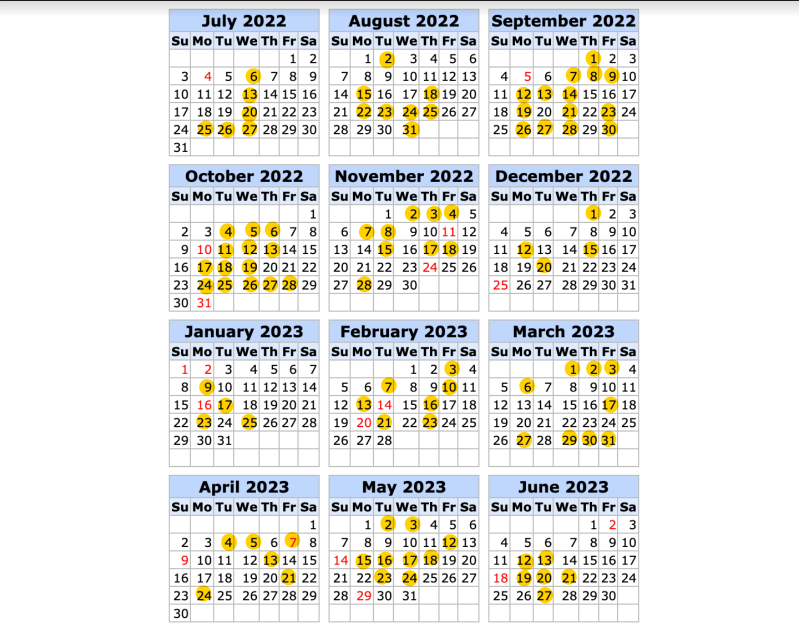 July 2022
Su Mo Tu We Th Fr Sa
1 2
3 4 5 6 7 8 9
10 11 12 13 14 15 16
17 18 19 20 21 22 23
24 25 26 27 28 29 30
31
August 2022
Su Mo Tu We Th Fr Sa
1 2 3 4 5 6
7 8 9 10 11 12 13
14 15 16 17 18 19 20
21 22 23 24 25 26 27
28 29 30 31
September 2022
Su Mo Tu We Th Fr Sa
1 2 3
4 5 6 7 8 9 10
11 12 13 14 15 16 17
18 19 20 21 22 23 24
25 26 27 28 29 30
October 2022
Su Mo Tu We Th Fr Sa
1
2 3 4 5 6 7 8
9 10 11 12 13 14 15
16 17 18 19 20 21 22
23 24 25 26 27 28 29
30 31
November 2022
Su Mo Tu We Th Fr Sa
1 2 3 4 5
6 7 8 9 10 11 12
13 14 15 16 17 18 19
20 21 22 23 24 25 26
27 28 29 30
December 2022
Su Mo Tu We Th Fr Sa
1 2 3
4 5 6 7 8 9 10
11 12 13 14 15 16 17
18 19 20 21 22 23 24
25 26 27 28 29 30 31
January 2023
Su Mo Tu We Th Fr Sa
1 2 3 4 5 6 7
8 9 10 11 12 13 14
15 16 17 18 19 20 21
22 23 24 25 26 27 28
29 30 31
February 2023
Su Mo Tu We Th Fr Sa
1 2 3 4
5 6 7 8 9 10 11
12 13 14 15 16 17 18
19 20 21 22 23 24 25
26 27 28
March 2023
Su Mo Tu We Th Fr Sa
1 2 3 4
5 6 7 8 9 10 11
12 13 14 15 16 17 18
19 20 21 22 23 24 25
26 27 28 29 30 31
April 2023
Su Mo Tu We Th Fr Sa
1
2 3 4 5 6 7 8
9 10 11 12 13 14 15
16 17 18 19 20 21 22
23 24 25 26 27 28 29
30
May 2023
Su Mo Tu We Th Fr Sa
1 2 3 4 5 6
7 8 9 10 11 12 13
14 15 16 17 18 19 20
21 22 23 24 25 26 27
28 29 30 31
June 2023
Su Mo Tu We Th Fr Sa
1 2 3
4 5 6 7 8 9 10
11 12 13 14 15 16 17
18 19 20 21 22 23 24
25 26 27 28 29 30